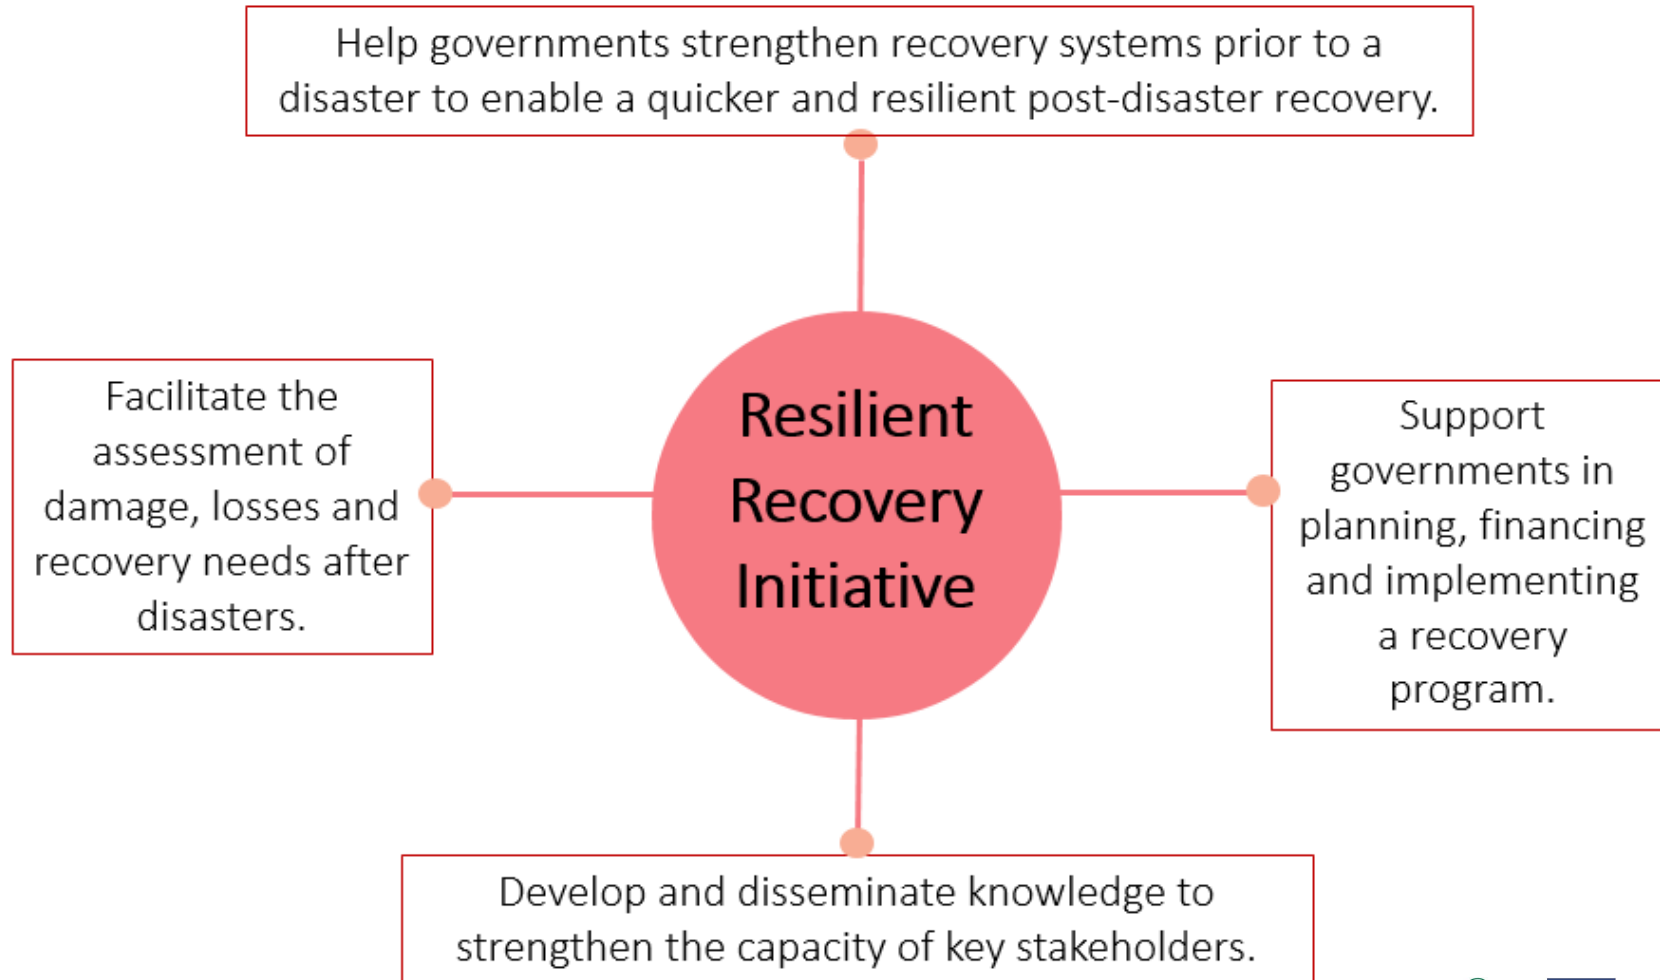 Help governments strengthen recovery systems prior to a
disaster to enable a quicker and resilient post-disaster recovery.
Facilitate the
assessment of
damage, losses and
recovery needs after
disasters.
Resilient
Recovery
Initiative
Support
governments in
planning, financing
and implementing
a recovery
program.
Develop and disseminate knowledge to
strengthen the capacity of key stakeholders.